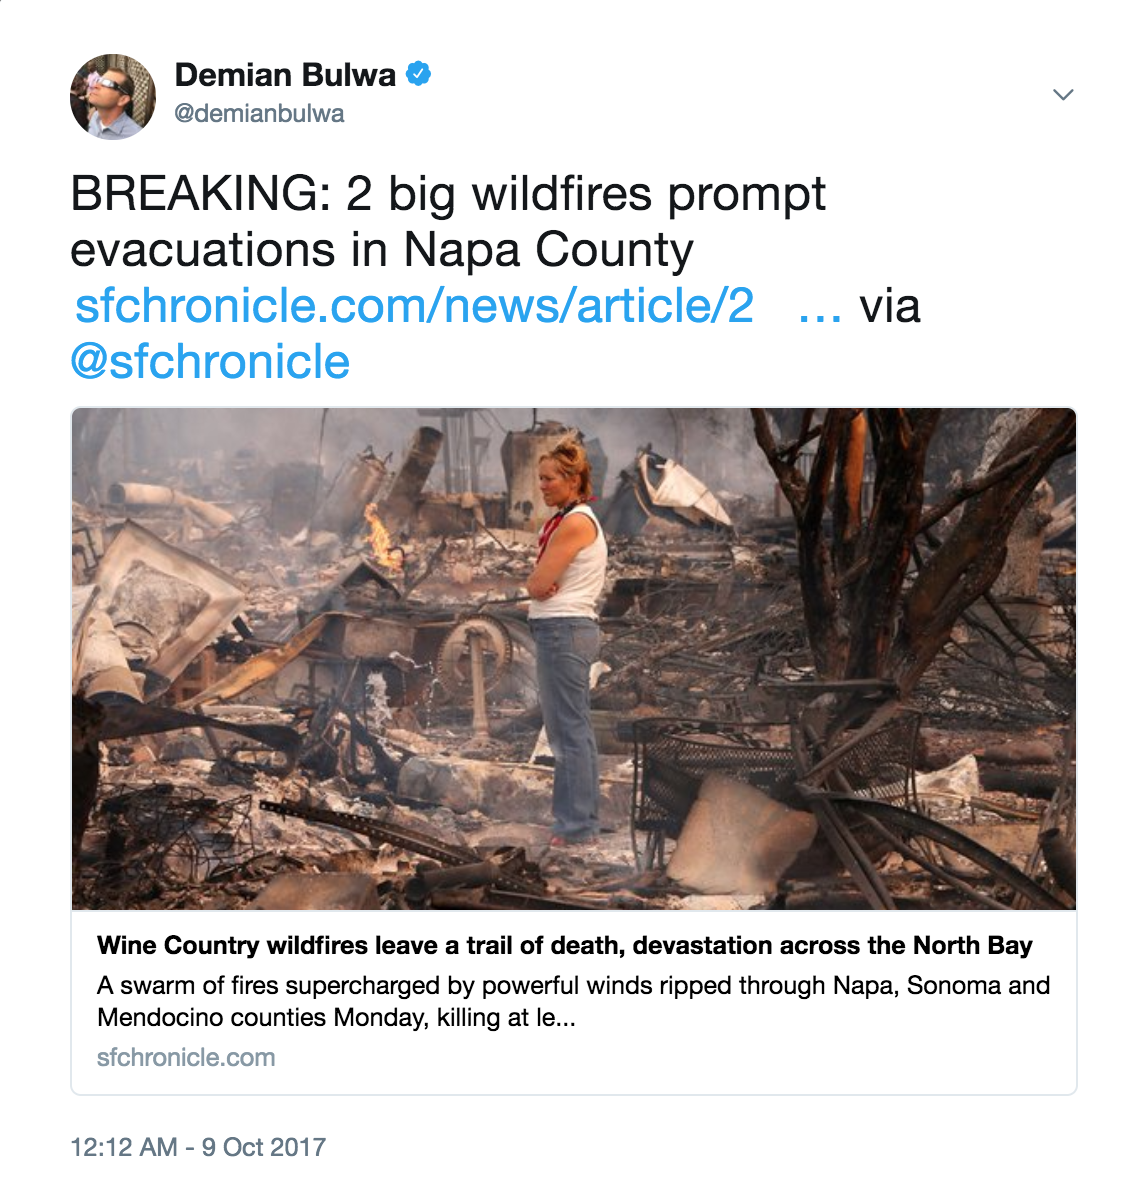 Demian Bulwa
@demianbulwa
BREAKING: 2 big wildfires prompt
evacuations in Napa County
sfchronicle.com/news/article/2 … via
@sfchronicle
Wine Country wildfires leave a trail of death, devastation across the North Bay
A swarm of fires supercharged by powerful winds ripped through Napa, Sonoma and
Mendocino counties Monday, killing at le...
sfchronicle.com
12:12 AM - 9 Oct 2017